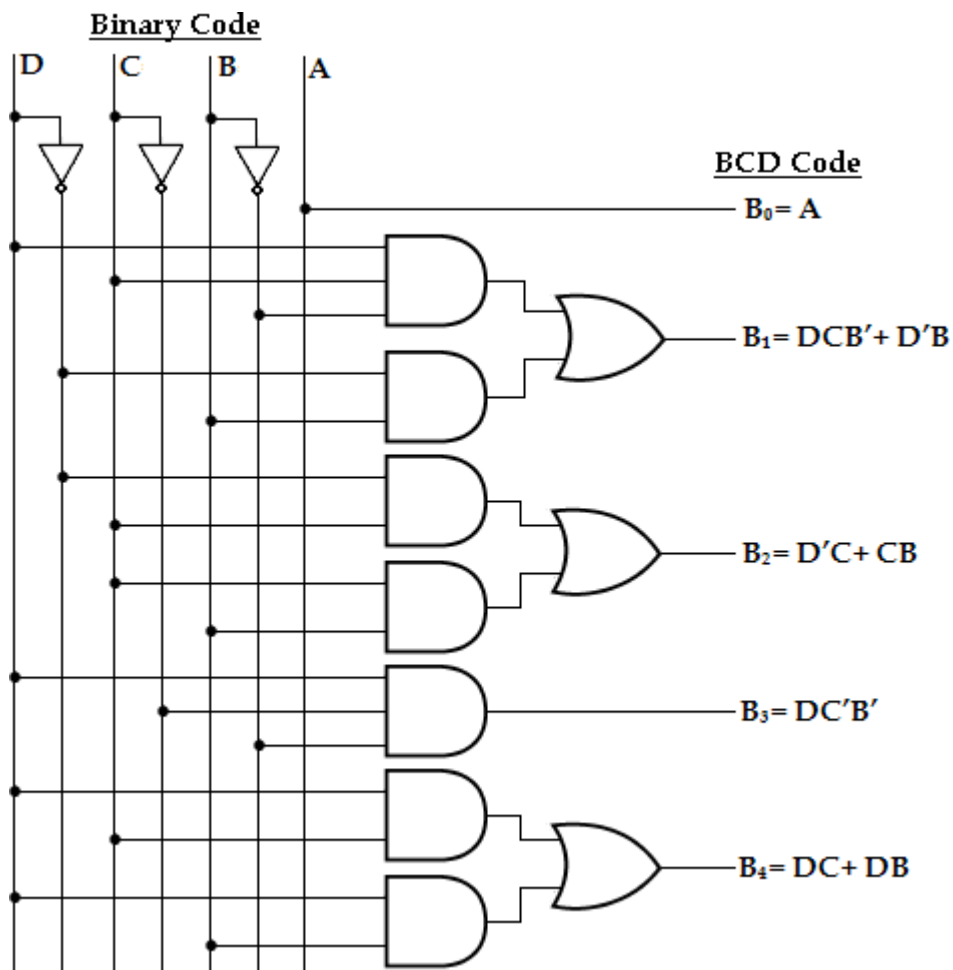 Binary Code
D C B A
BCD Code
B₀= A
B₁= DCB′+ D′B
B₂= D′C+ CB
B₃= DC′B′
B₄= DC+ DB